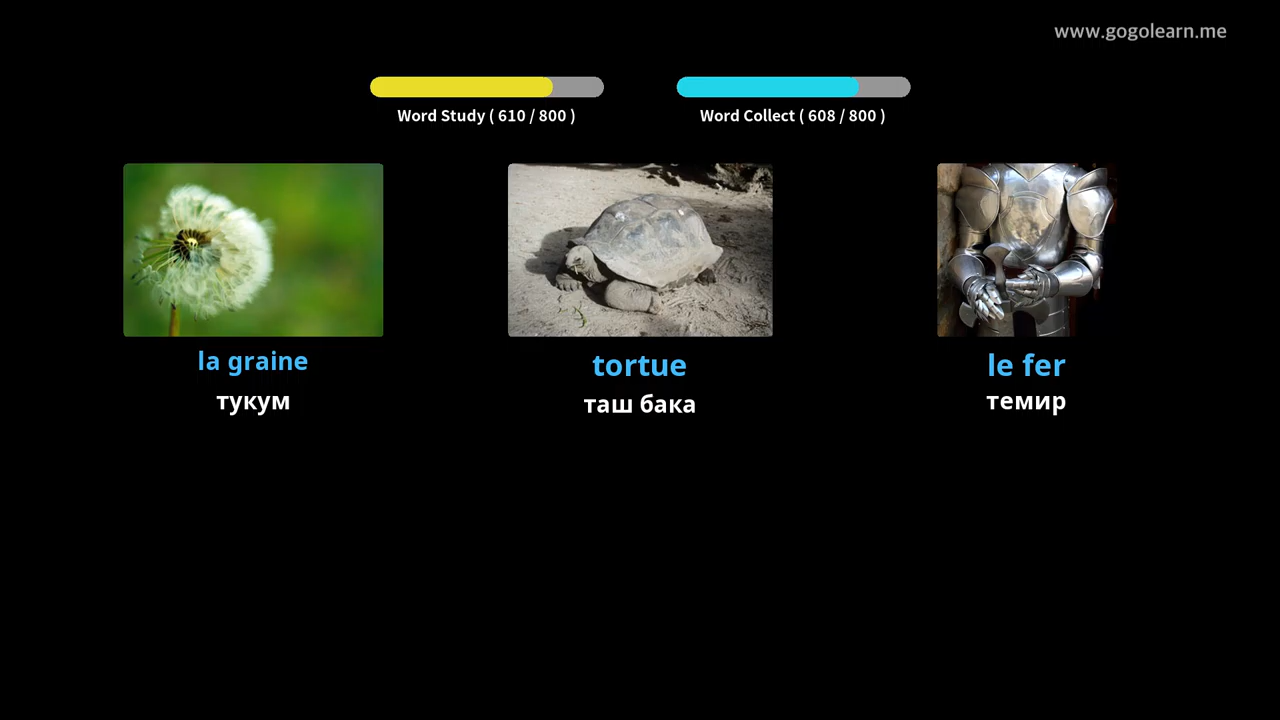 www.gogolearn.me
Word Study ( 610 / 800 )
Word Collect ( 608 / 800 )
la graine
tortue
le fer
тукум
таш бака
темир